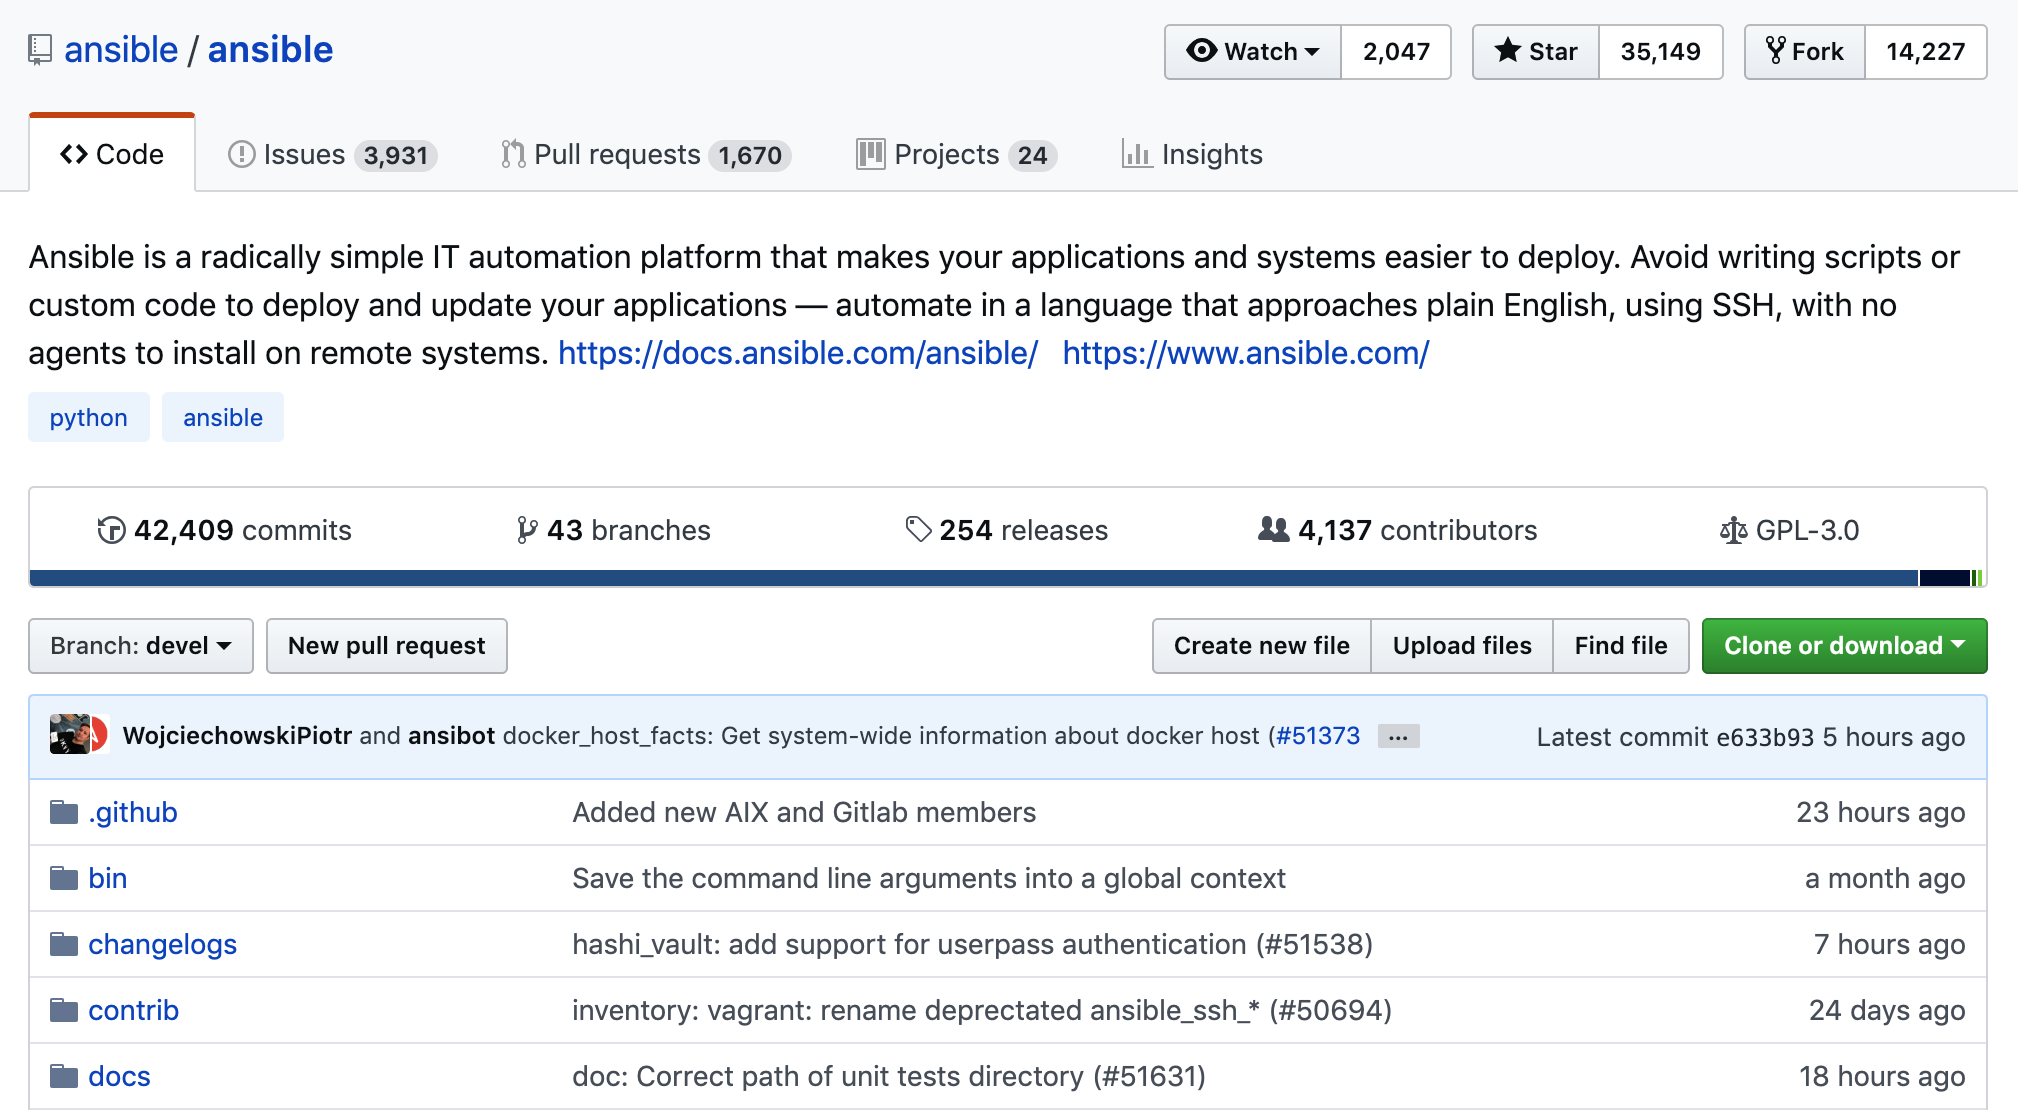 ansible / ansible
Watch 2,047 Star 35,149 Fork 14,227
Code Issues 3,931 Pull requests 1,670 Projects 24 Insights
Ansible is a radically simple IT automation platform that makes your applications and systems easier to deploy. Avoid writing scripts or
custom code to deploy and update your applications — automate in a language that approaches plain English, using SSH, with no
agents to install on remote systems. https://docs.ansible.com/ansible/ https://www.ansible.com/
python ansible
42,409 commits 43 branches 254 releases 4,137 contributors GPL-3.0
Branch: devel New pull request Create new file Upload files Find file Clone or download
WojciechowskiPiotr and ansibot docker_host_facts: Get system-wide information about docker host (#51373 ... Latest commit e633b93 5 hours ago
.github Added new AIX and Gitlab members 23 hours ago
bin Save the command line arguments into a global context a month ago
changelogs hashi_vault: add support for userpass authentication (#51538) 7 hours ago
contrib inventory: vagrant: rename deprectated ansible_ssh_* (#50694) 24 days ago
docs doc: Correct path of unit tests directory (#51631) 18 hours ago